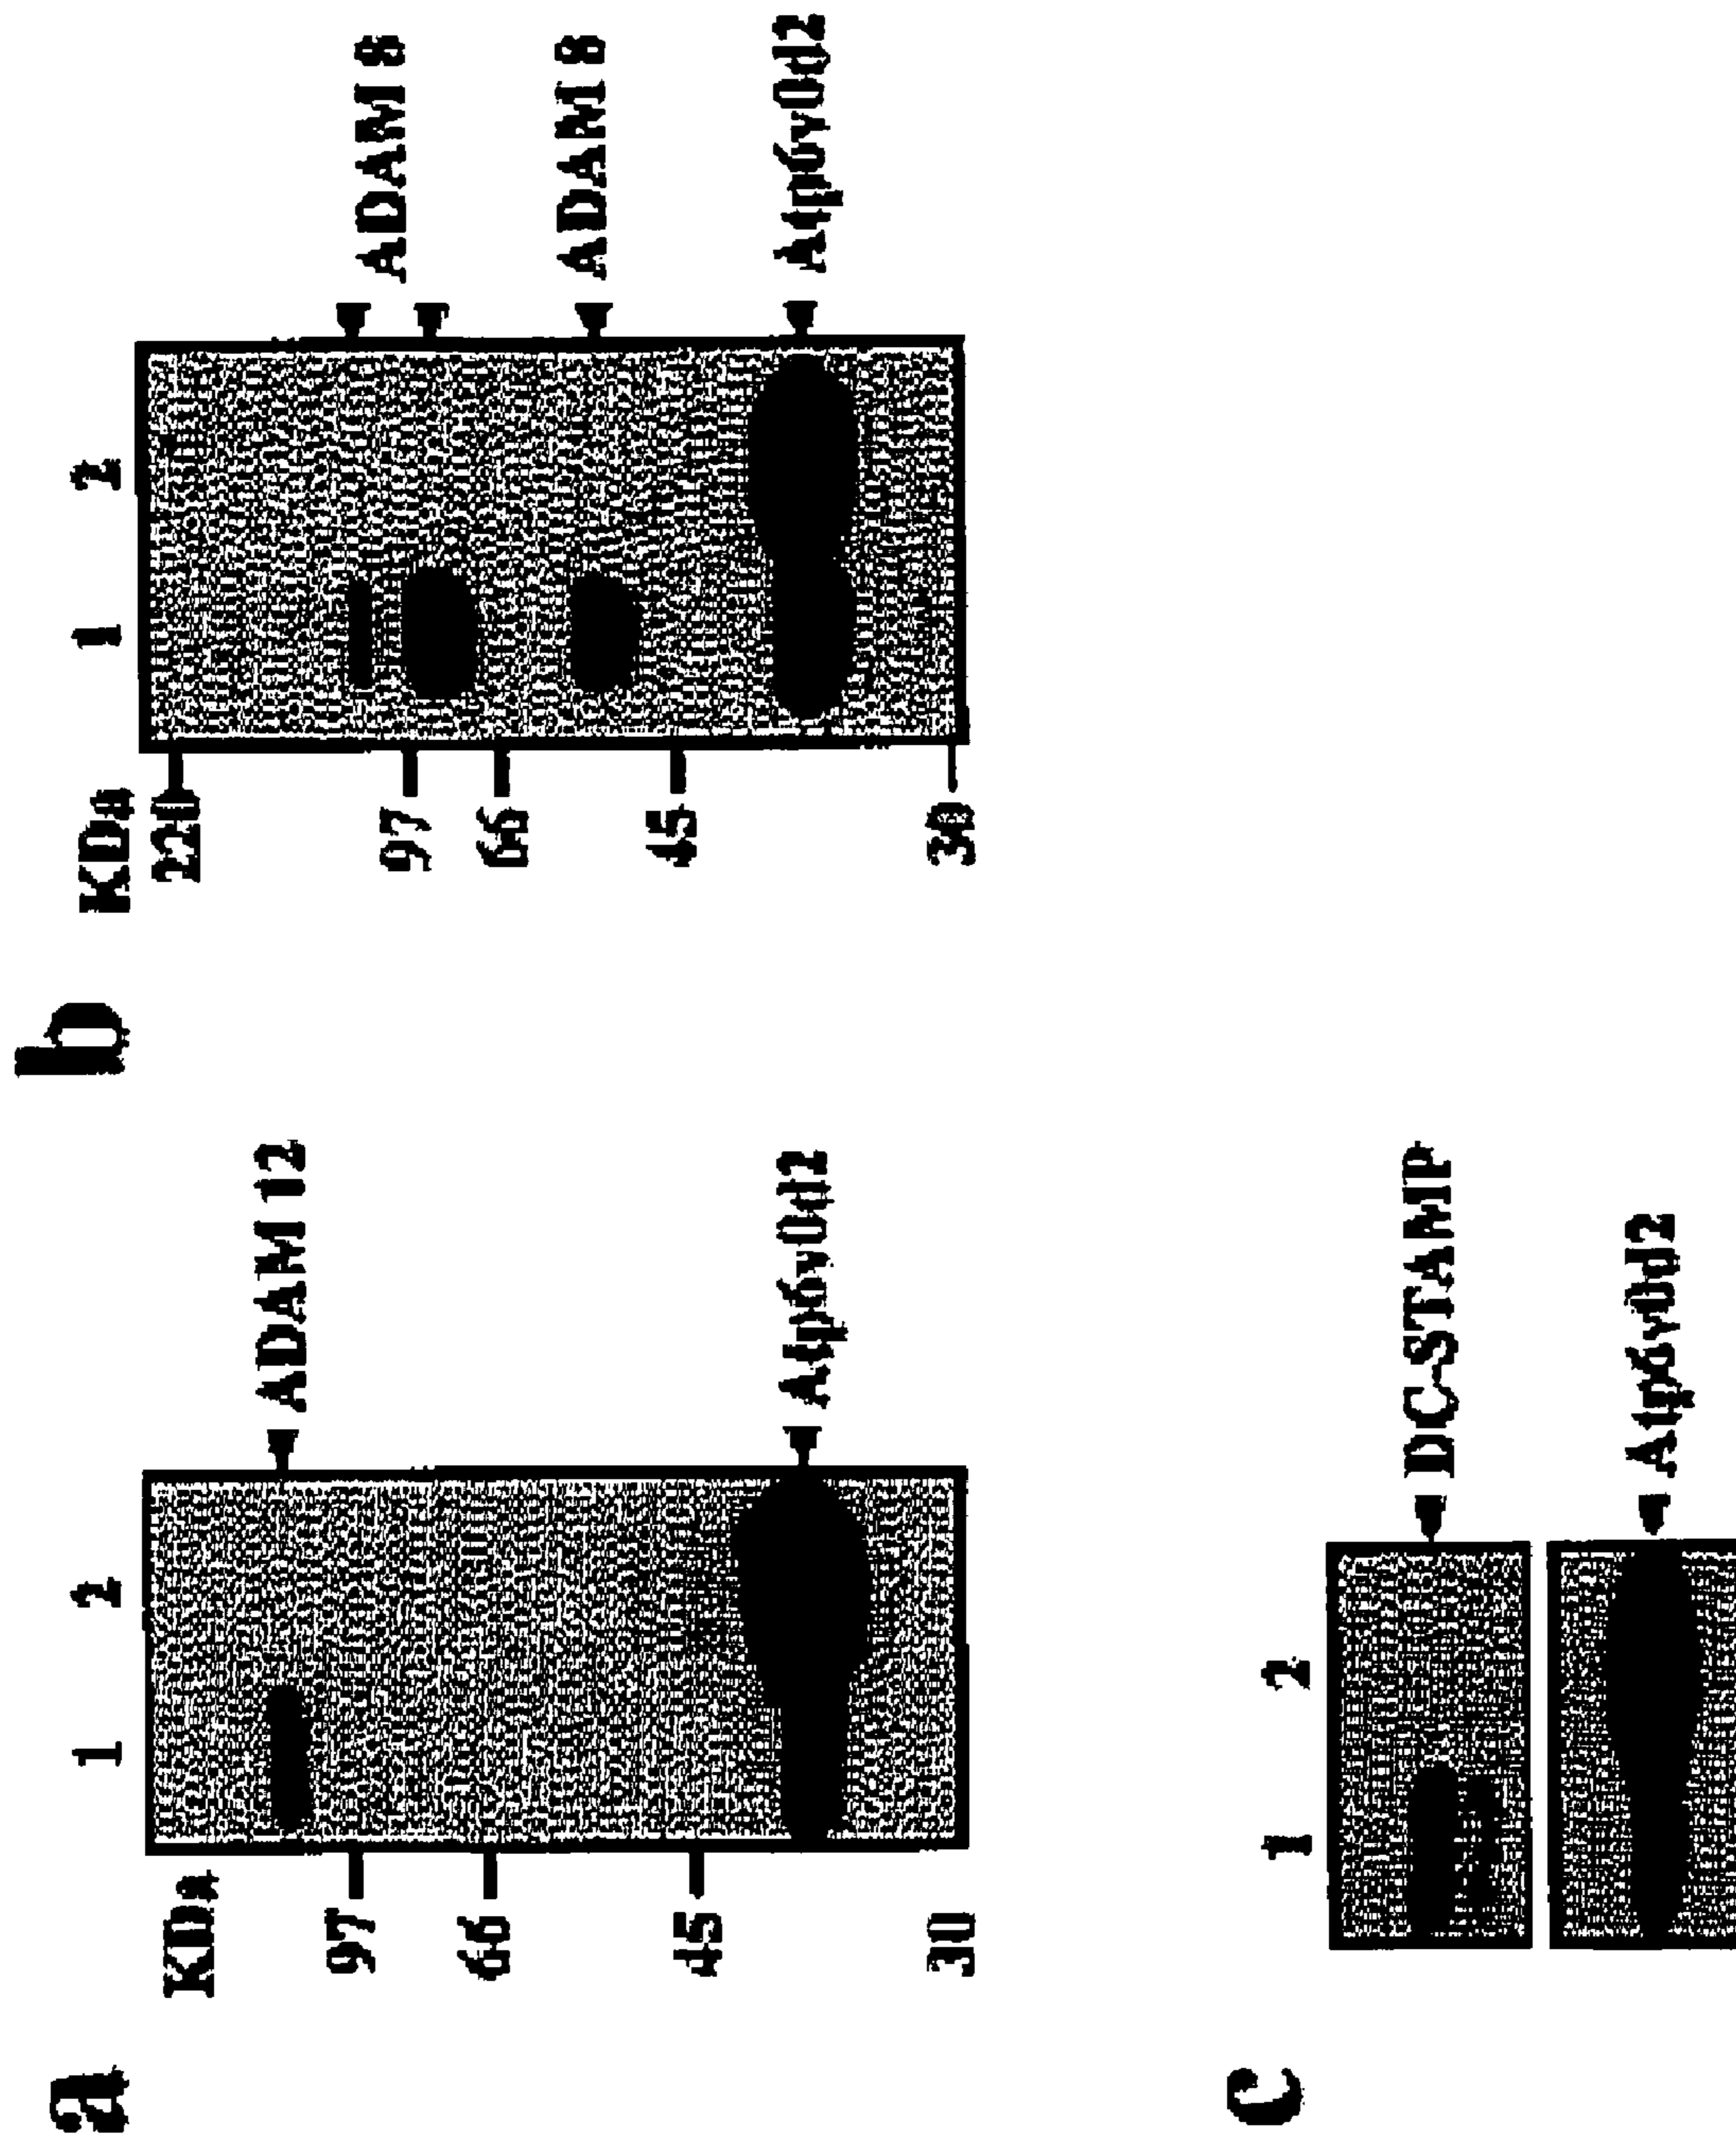 a
KDa
97
66
45
30
1 2
ADAM 12
Atp6v0d2
b
KDa
220
97
66
45
30
1 2
ADAM 8
ADAM 8
Atp6v0d2
c
1 2
DC-STAMP
Atp6v0d2